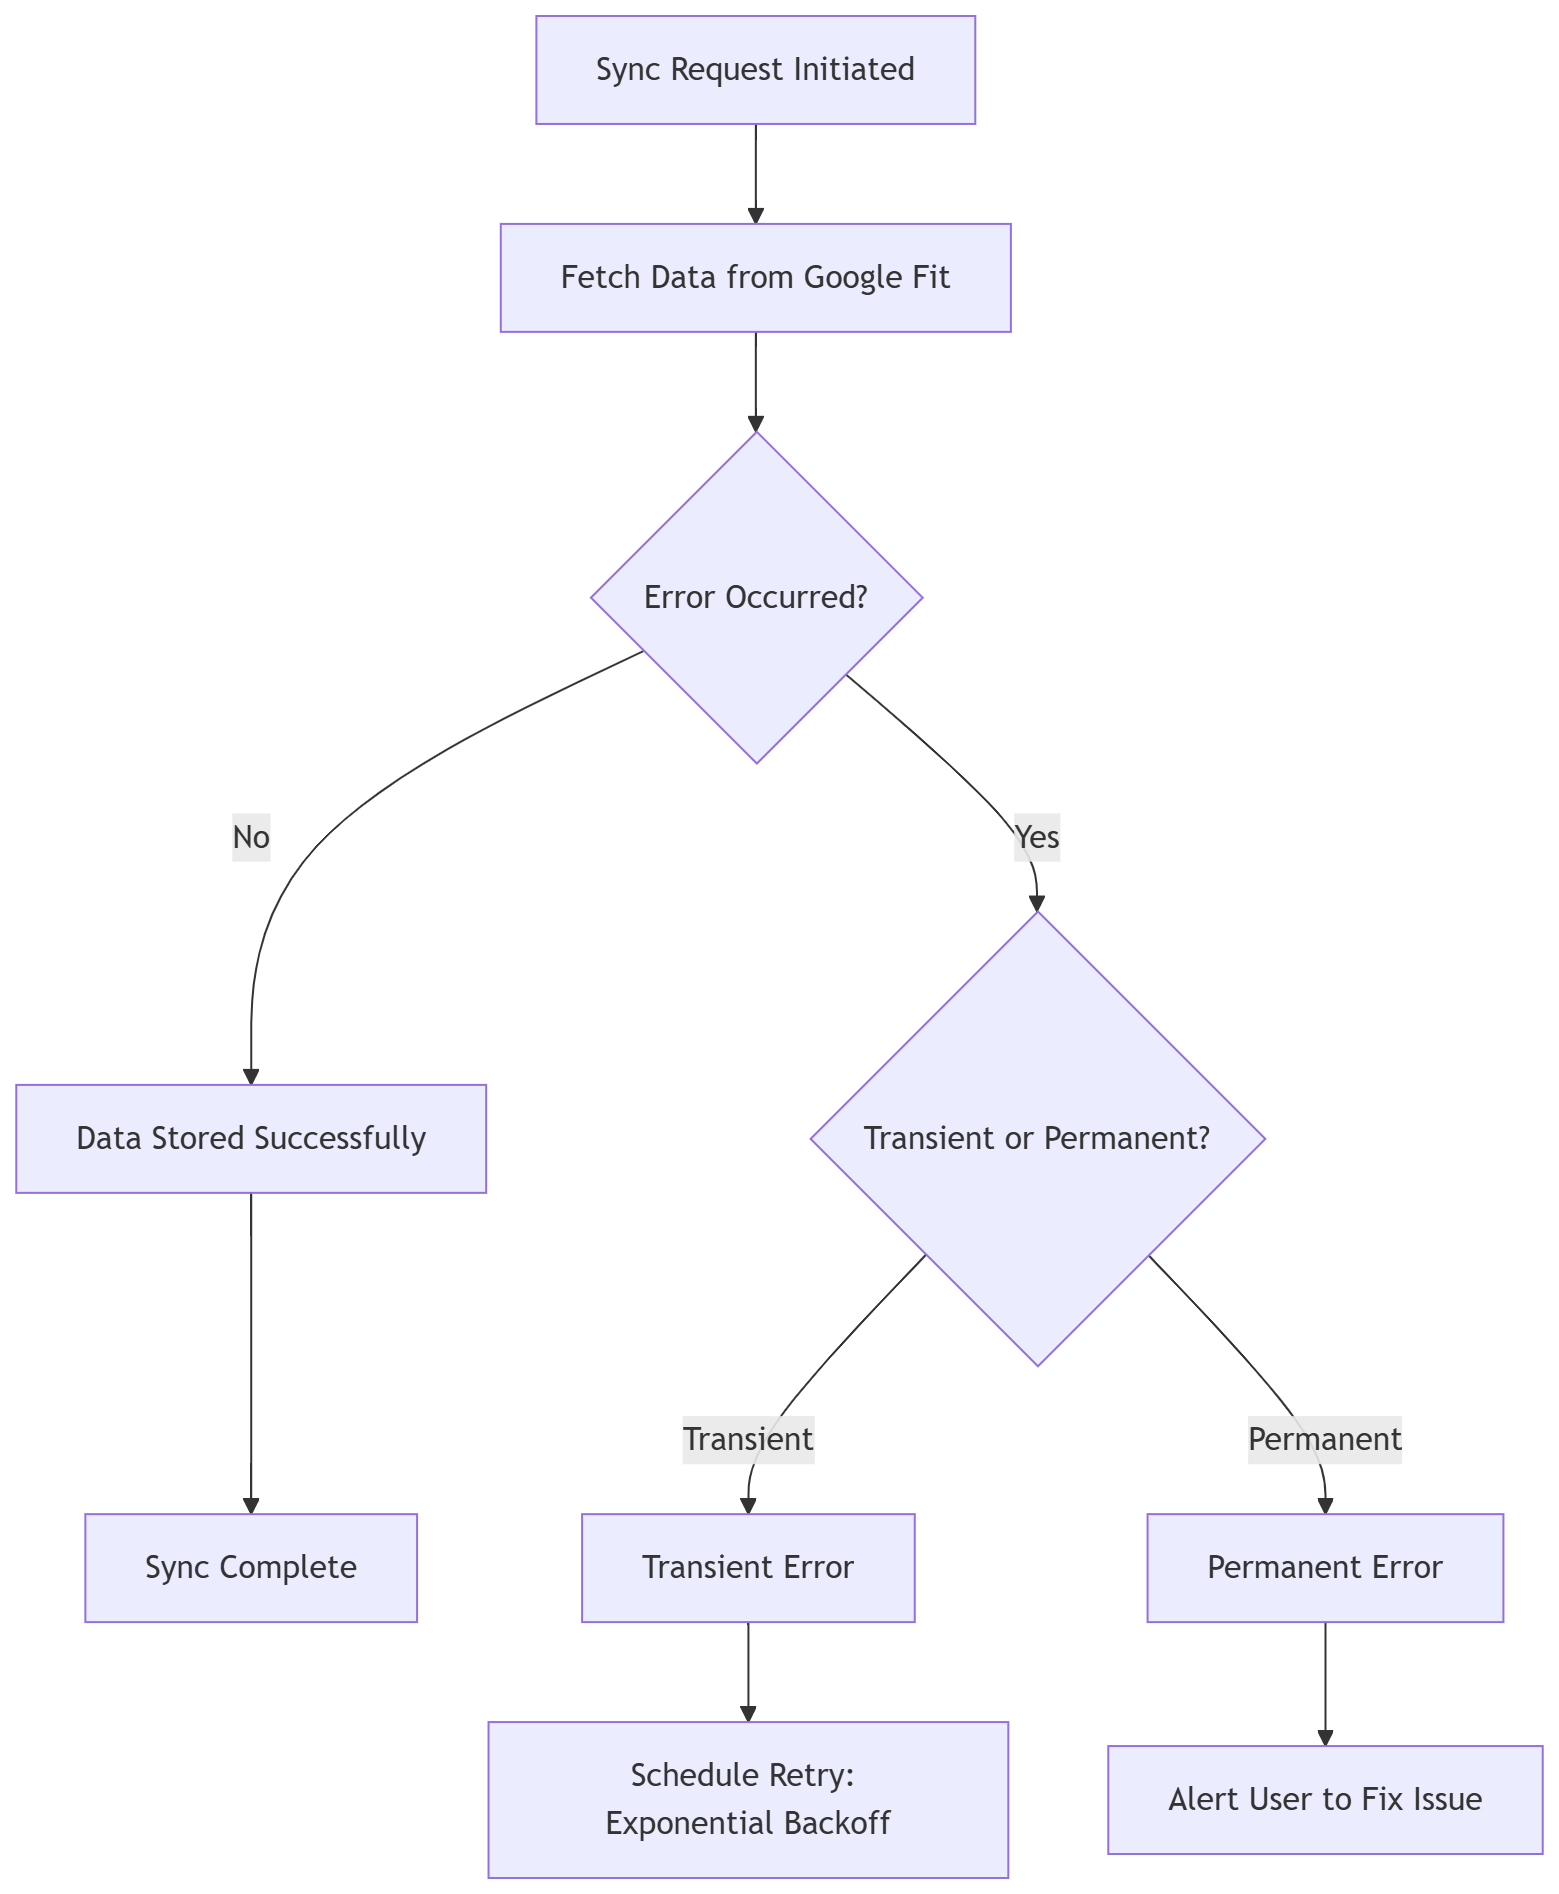 Sync Request Initiated
Fetch Data from Google Fit
Error Occurred?
No
Yes
Data Stored Successfully
Transient or Permanent?
Transient
Permanent
Sync Complete
Transient Error
Permanent Error
Schedule Retry:
Exponential Backoff
Alert User to Fix Issue